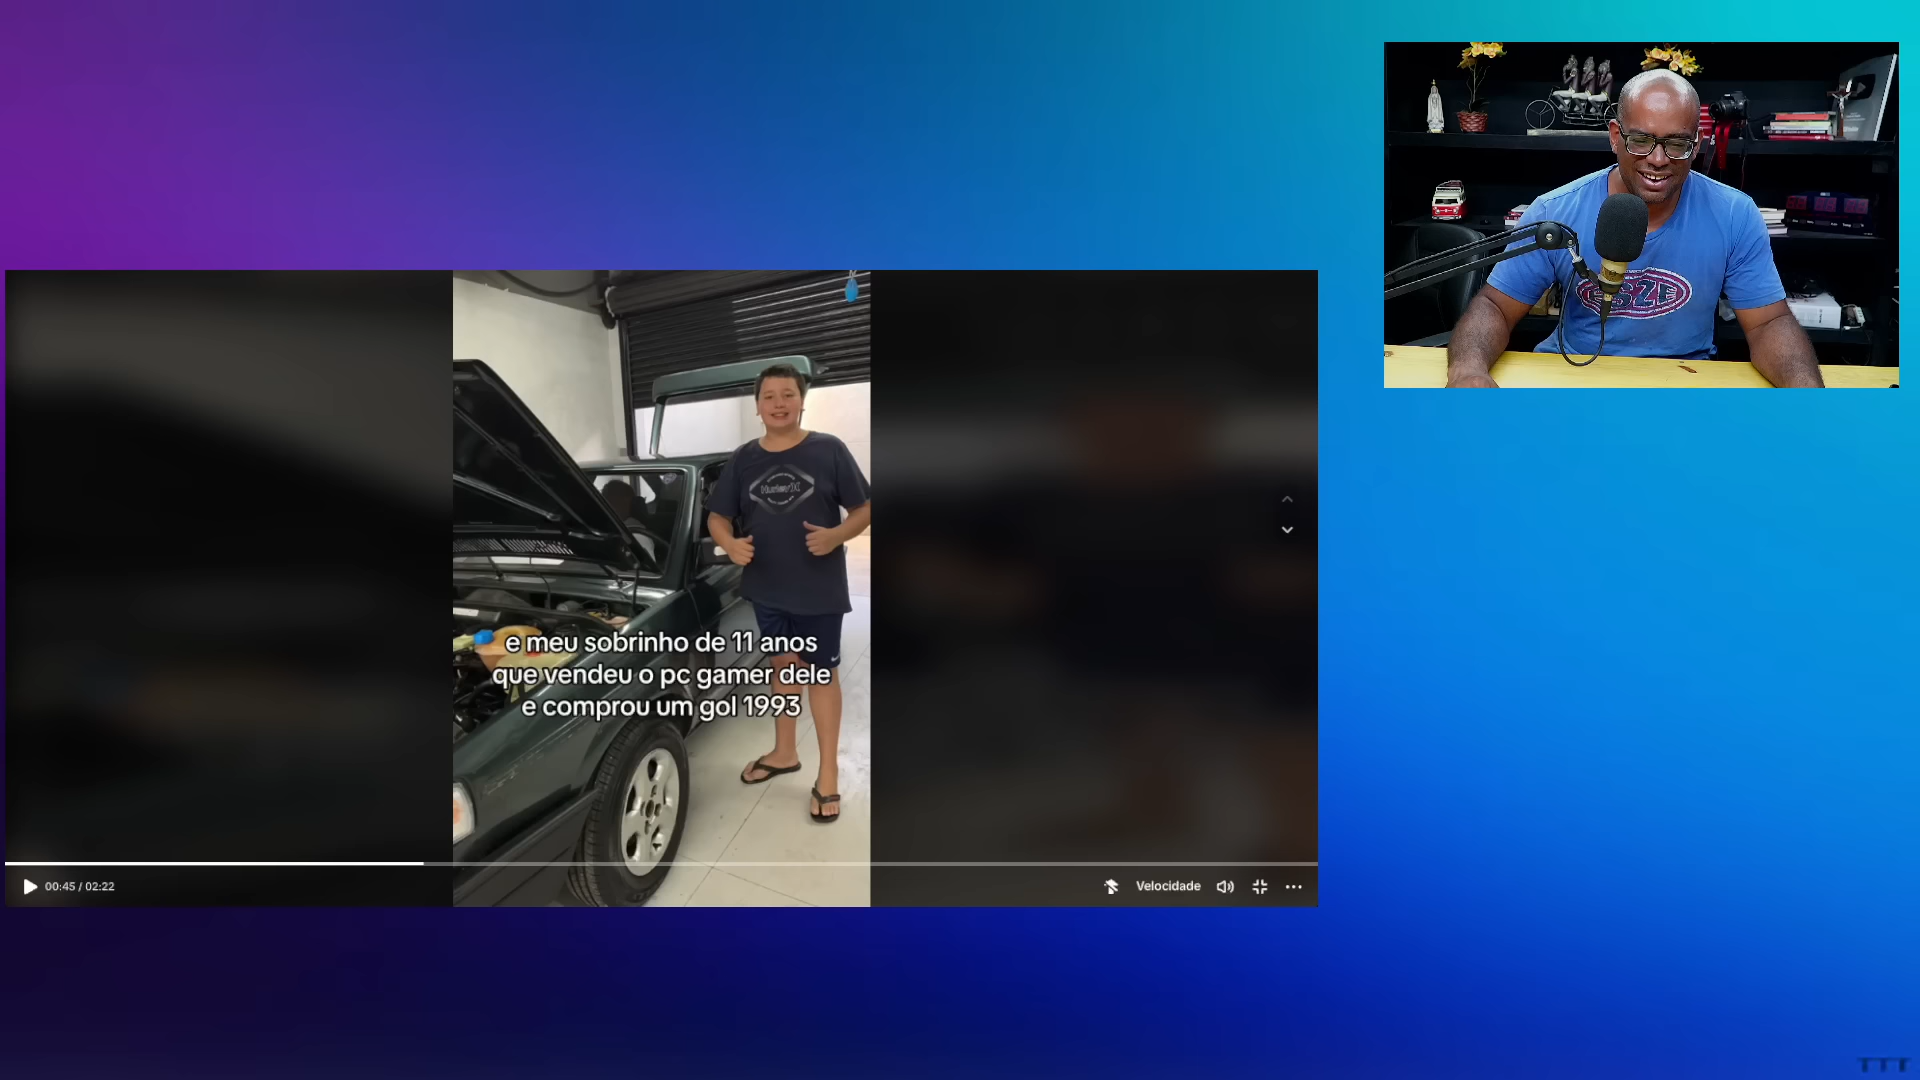 e meu sobrinho de 11 anos
que vendeu o pc gamer dele
e comprou um gol 1993
00:45 / 02:22
Velocidade
TTT